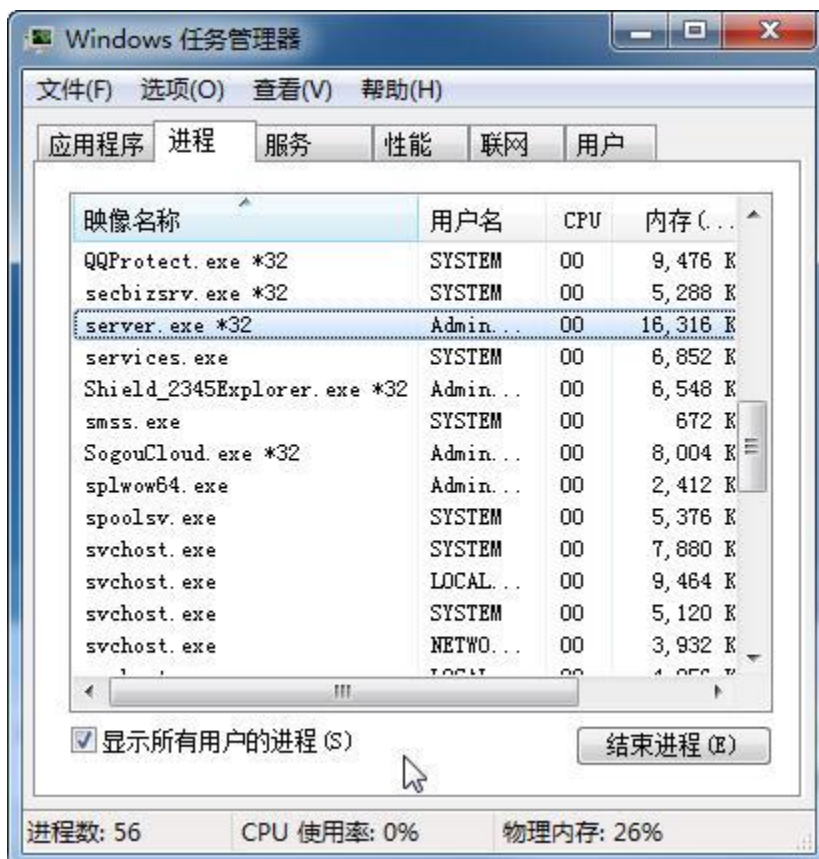 Windows 任务管理器
文件(F) 选项(O) 查看(V) 帮助(H)
应用程序 进程 服务 性能 联网 用户
映像名称 用户名 CPU 内存(...
QQProtect.exe *32 SYSTEM 00 9,476 K
secbizsrv.exe *32 SYSTEM 00 5,288 K
server.exe *32 Admin... 00 16,316 K
services.exe SYSTEM 00 6,852 K
Shield_2345Explorer.exe *32 Admin... 00 6,548 K
smss.exe SYSTEM 00 672 K
SogouCloud.exe *32 Admin... 00 8,004 K
splwow64.exe Admin... 00 2,412 K
spoolsv.exe SYSTEM 00 5,376 K
svchost.exe SYSTEM 00 7,880 K
svchost.exe LOCAL... 00 9,464 K
svchost.exe SYSTEM 00 5,120 K
svchost.exe NETWO... 00 3,932 K
显示所有用户的进程(S) 结束进程(E)
进程数: 56 CPU 使用率: 0% 物理内存: 26%